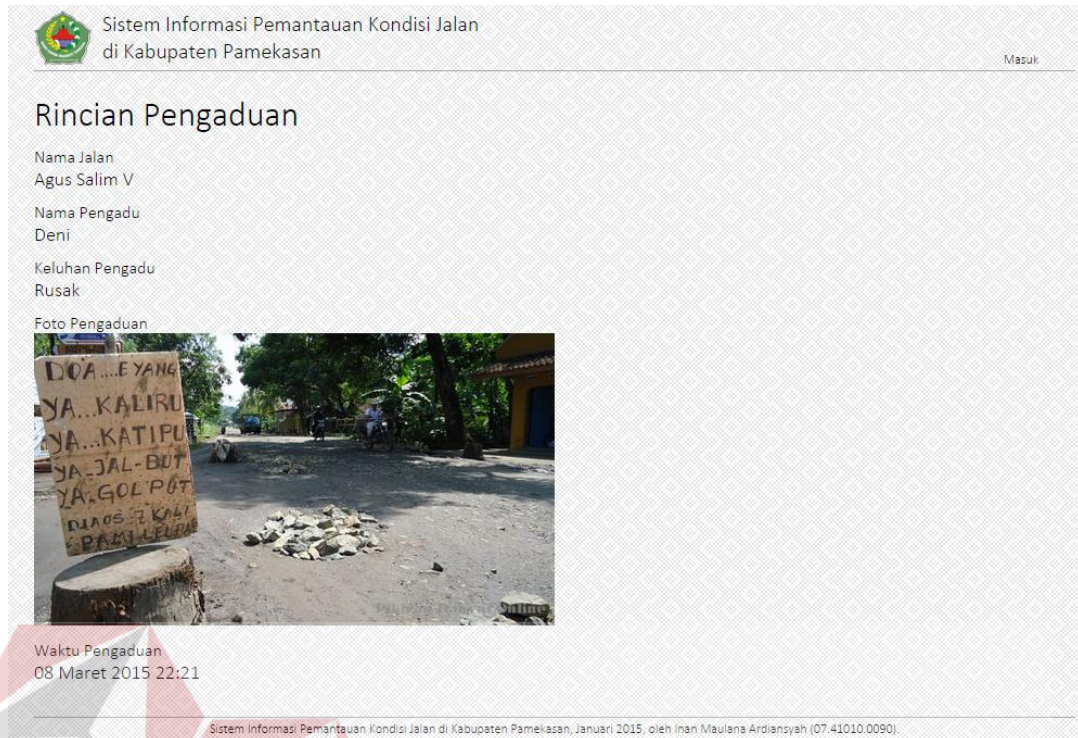 Sistem Informasi Pemantauan Kondisi Jalan
di Kabupaten Pamekasan
Masuk
Rincian Pengaduan
Nama Jalan
Agus Salim V
Nama Pengadu
Deni
Keluhan Pengadu
Rusak
Foto Pengaduan
DOA....EYANG
YA...KALIRU
YA...KATIPU
YA-JAL-BUT
YA-GOL
7 KALI
Online
Waktu Pengaduan
08 Maret 2015 22:21
Sistem Informasi Pemantauan Kondisi Jalan di Kabupaten Pamekasan, Januari 2015, oleh Inan Maulana Ardiansyah (07.41010.0090).